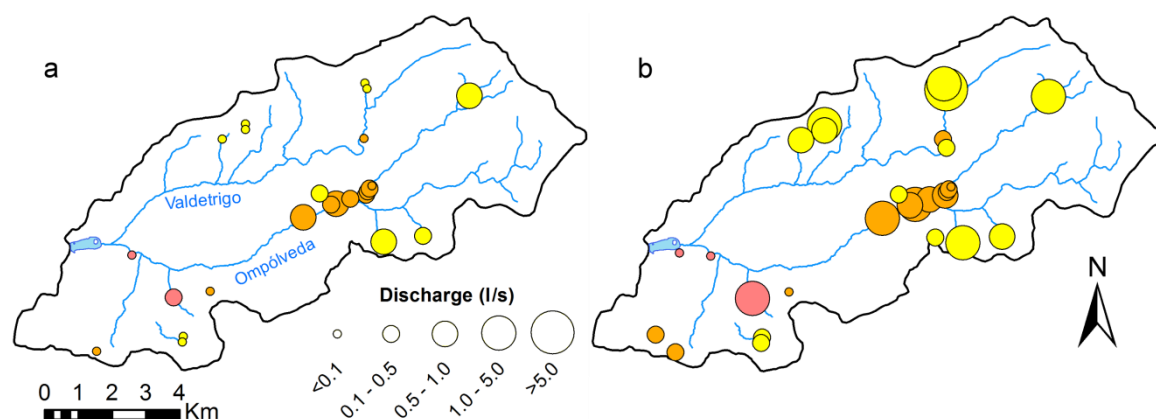 a
b
Valdetrigo
Ompólveda
Discharge (l/s)
<0.1
0.1 - 0.5
0.5 - 1.0
1.0 - 5.0
>5.0
0 1 2 3 4
Km
N